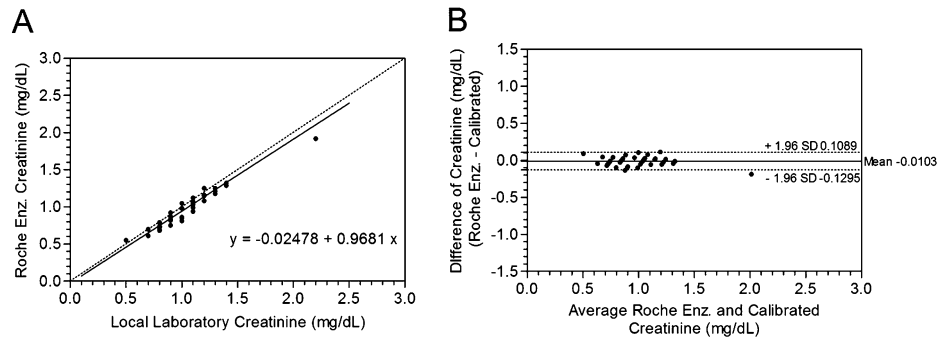 A
Roche Enz. Creatinine (mg/dL)
3.0
2.5
2.0
1.5
1.0
0.5
0.0
y = -0.02478 + 0.9681 x
0.0 0.5 1.0 1.5 2.0 2.5 3.0
Local Laboratory Creatinine (mg/dL)
B
Difference of Creatinine (mg/dL)
(Roche Enz. - Calibrated)
1.5
1.0
0.5
0.0
-0.5
-1.0
-1.5
+ 1.96 SD 0.1089
Mean -0.0103
- 1.96 SD -0.1295
0.0 0.5 1.0 1.5 2.0 2.5 3.0
Average Roche Enz. and Calibrated
Creatinine (mg/dL)